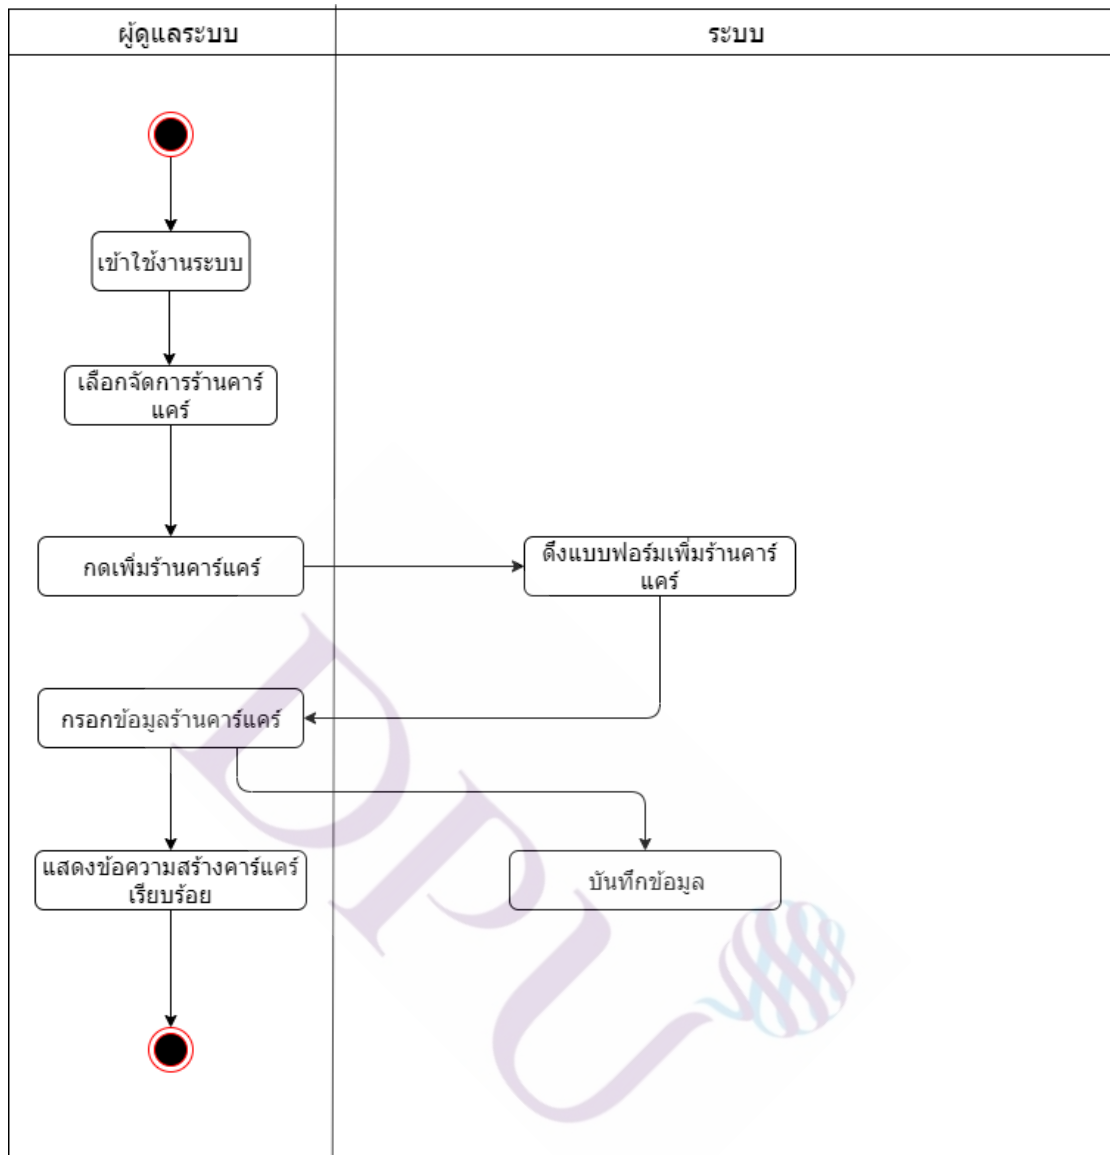 ผู้ดูแลระบบ
ระบบ
เข้าใช้งานระบบ
เลือกจัดการร้านคาร์
แคร์
กดเพิ่มร้านคาร์แคร์
ดึงแบบฟอร์มเพิ่มร้านคาร์
แคร์
กรอกข้อมูลร้านคาร์แคร์
แสดงข้อความสร้างคาร์แคร์
เรียบร้อย
บันทึกข้อมูล
DPU